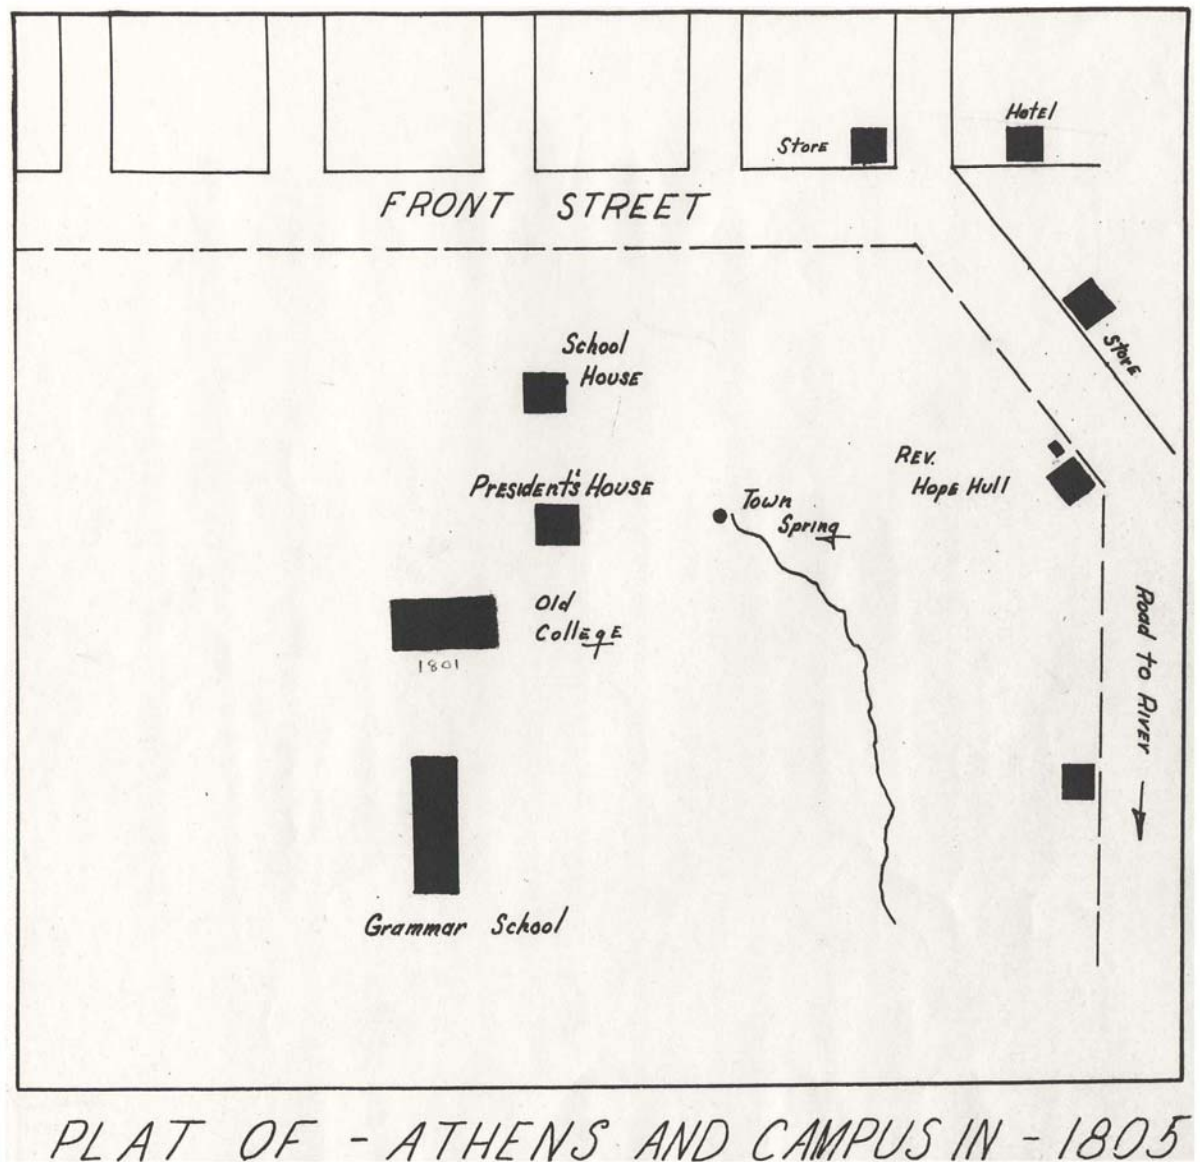 Hotel
Store
FRONT STREET
Store
School
House
President's House
Rev.
Hope Hull
Town
Spring
Old
College
1801
Road to River
Grammar School
PLAT OF - ATHENS AND CAMPUS IN - 1805